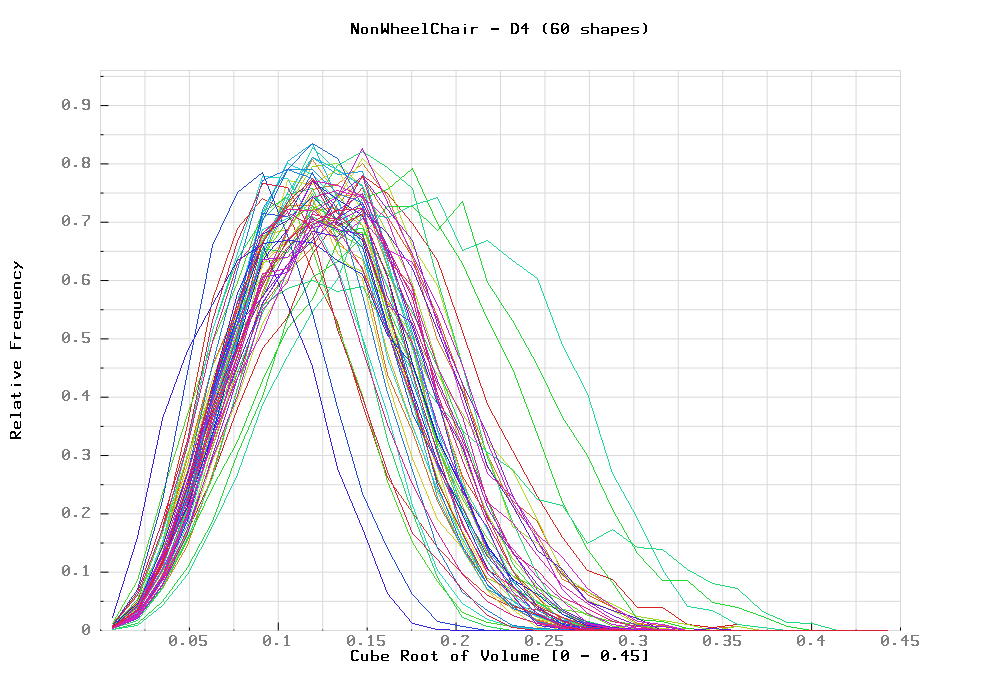 NonWheelChair - D4 (60 shapes)
Relative Frequency
0.9
0.8
0.7
0.6
0.5
0.4
0.3
0.2
0.1
0
0.05 0.1 0.15 0.2 0.25 0.3 0.35 0.4 0.45
Cube Root of Volume [0 - 0.45]